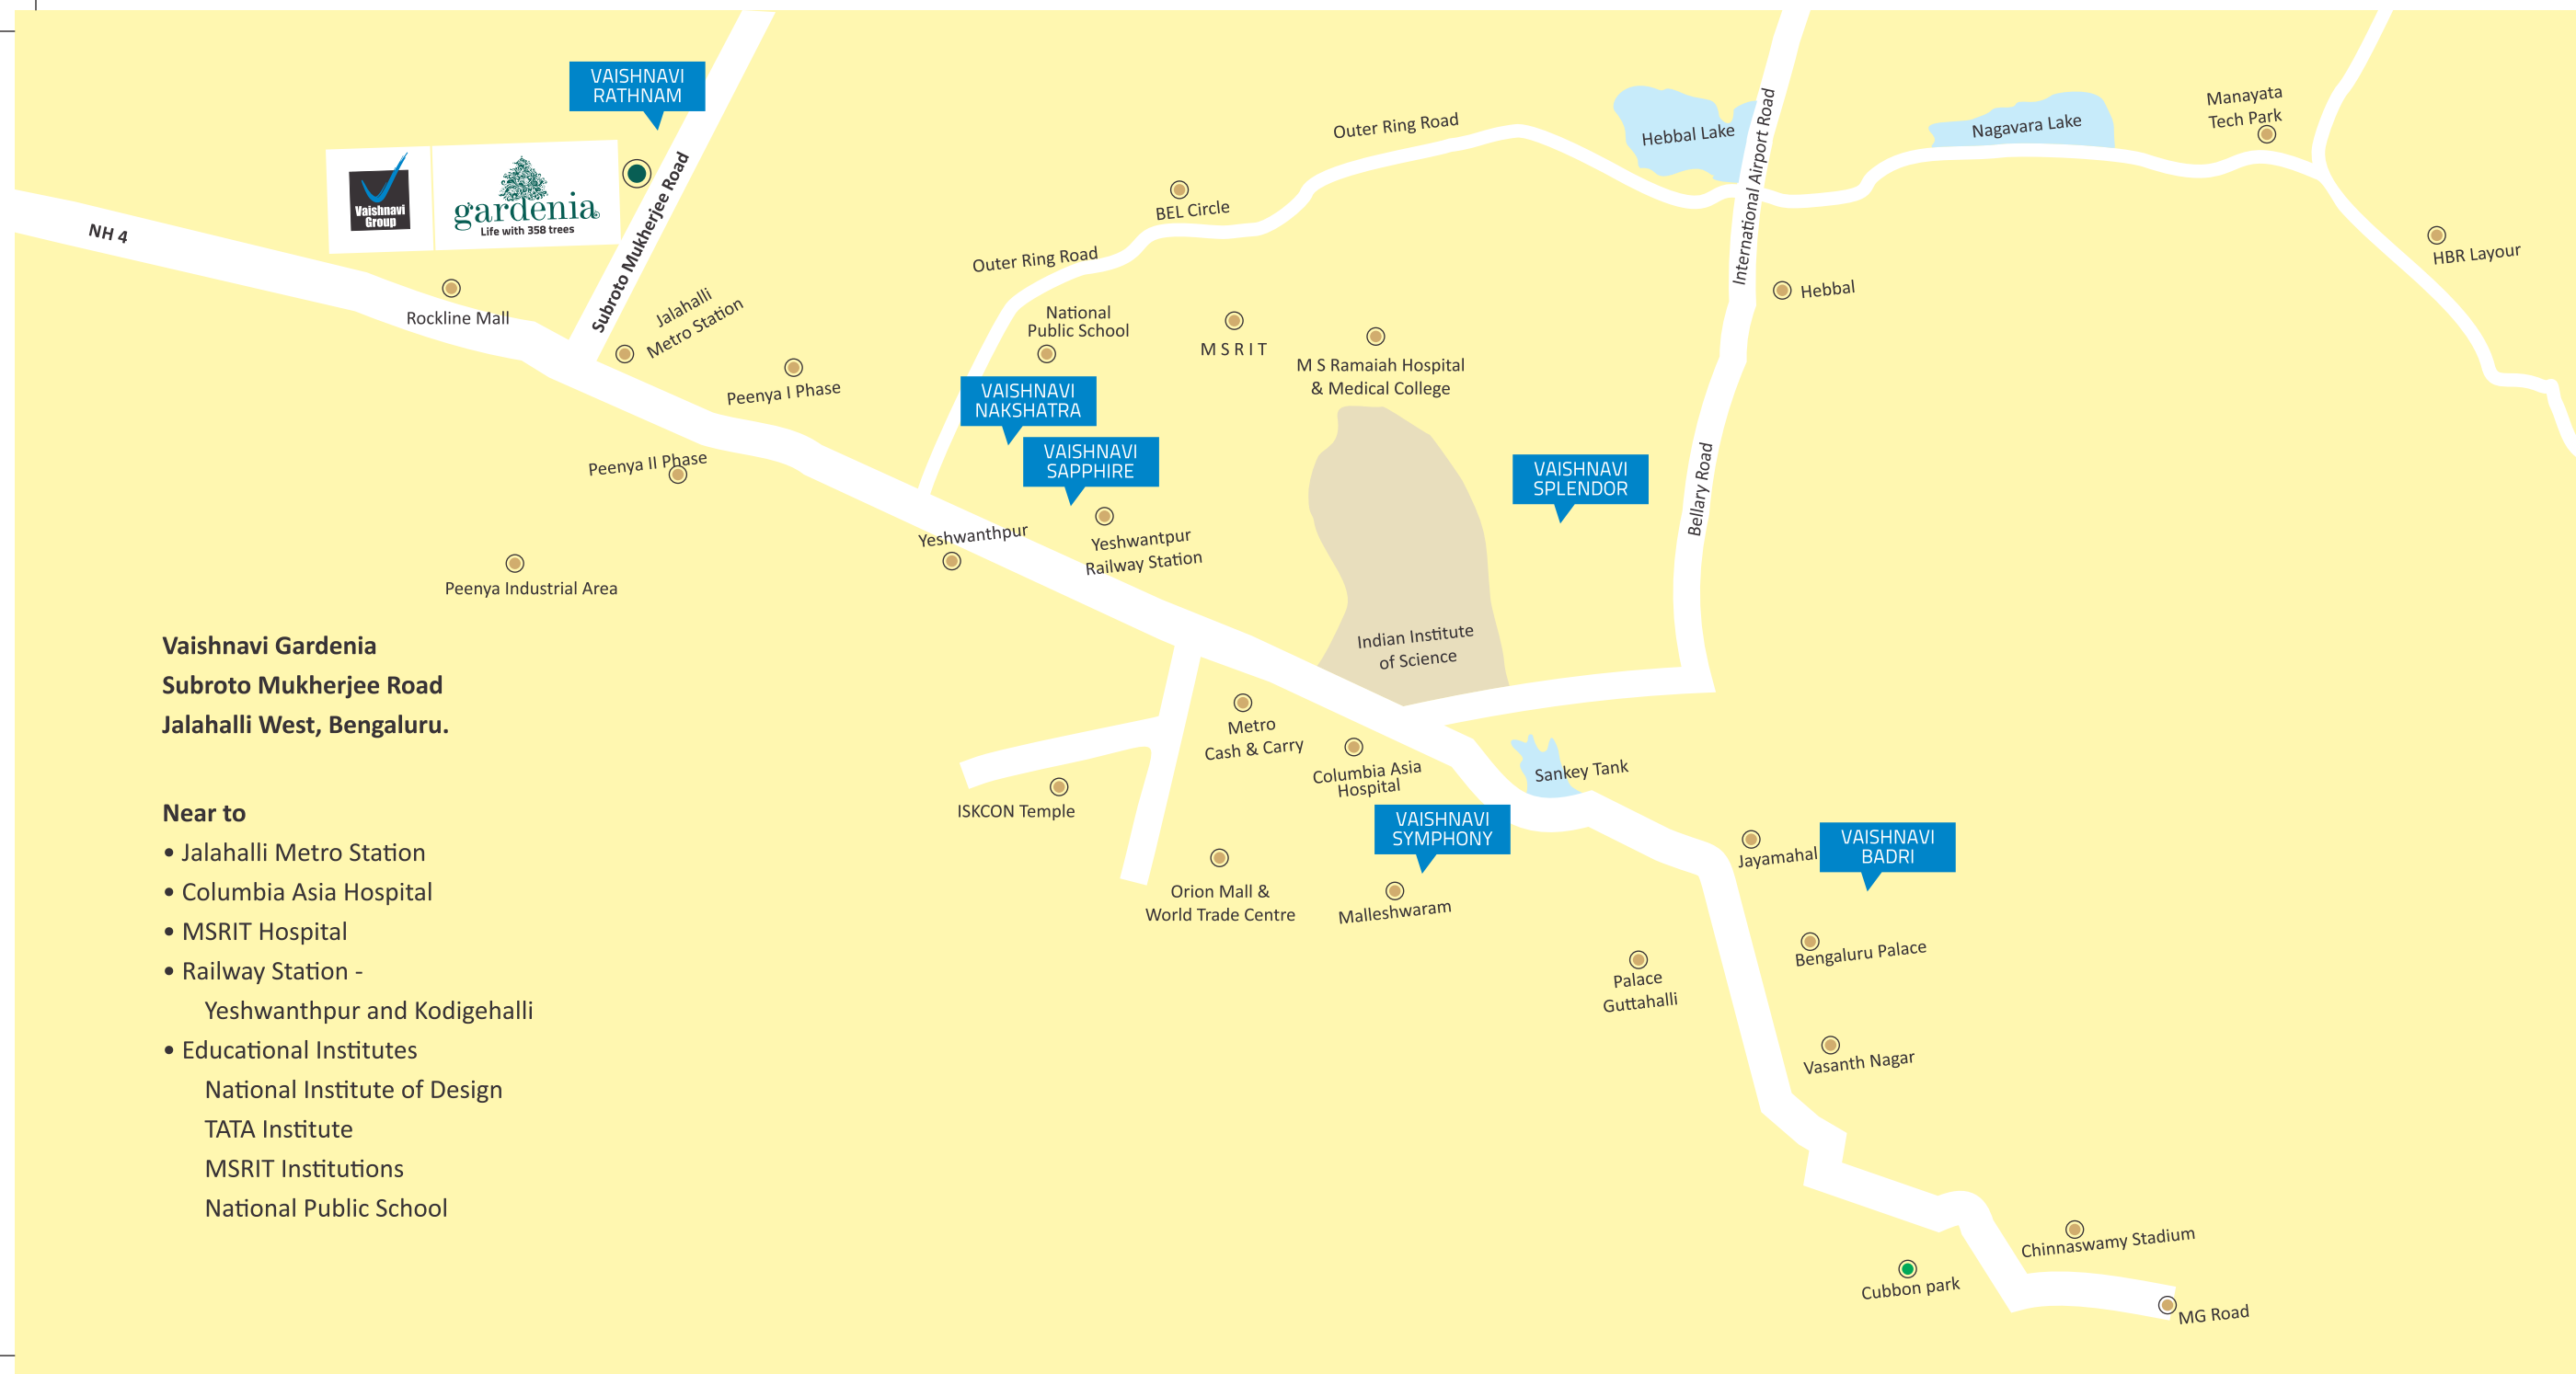 VAISHNAVI
RATHNAM
Vaishnavi
Group
gardenia
Life with 358 trees
NH 4
Subroto Mukherjee Road
Rockline Mall
Jalahalli
Metro Station
Peenya I Phase
Peenya II Phase
Peenya Industrial Area
Outer Ring Road
Outer Ring Road
BEL Circle
National
Public School
M S R I T
M S Ramaiah Hospital
& Medical College
VAISHNAVI
NAKSHATRA
VAISHNAVI
SAPPHIRE
Yeshwanthpur
Yeshwantpur
Railway Station
Hebbal Lake
International Airport Road
Nagavara Lake
Manayata
Tech Park
HBR Layour
Hebbal
Bellary Road
VAISHNAVI
SPLENDOR
Indian Institute
of Science
Metro
Cash & Carry
Columbia Asia
Hospital
Sankey Tank
ISKCON Temple
VAISHNAVI
SYMPHONY
Orion Mall &
World Trade Centre
Malleshwaram
Jayamahal
VAISHNAVI
BADRI
Bengaluru Palace
Palace
Guttahalli
Vasanth Nagar
Chinnaswamy Stadium
Cubbon park
MG Road
Vaishnavi Gardenia
Subroto Mukherjee Road
Jalahalli West, Bengaluru.
Near to
• Jalahalli Metro Station
• Columbia Asia Hospital
• MSRIT Hospital
• Railway Station -
Yeshwanthpur and Kodigehalli
• Educational Institutes
National Institute of Design
TATA Institute
MSRIT Institutions
National Public School